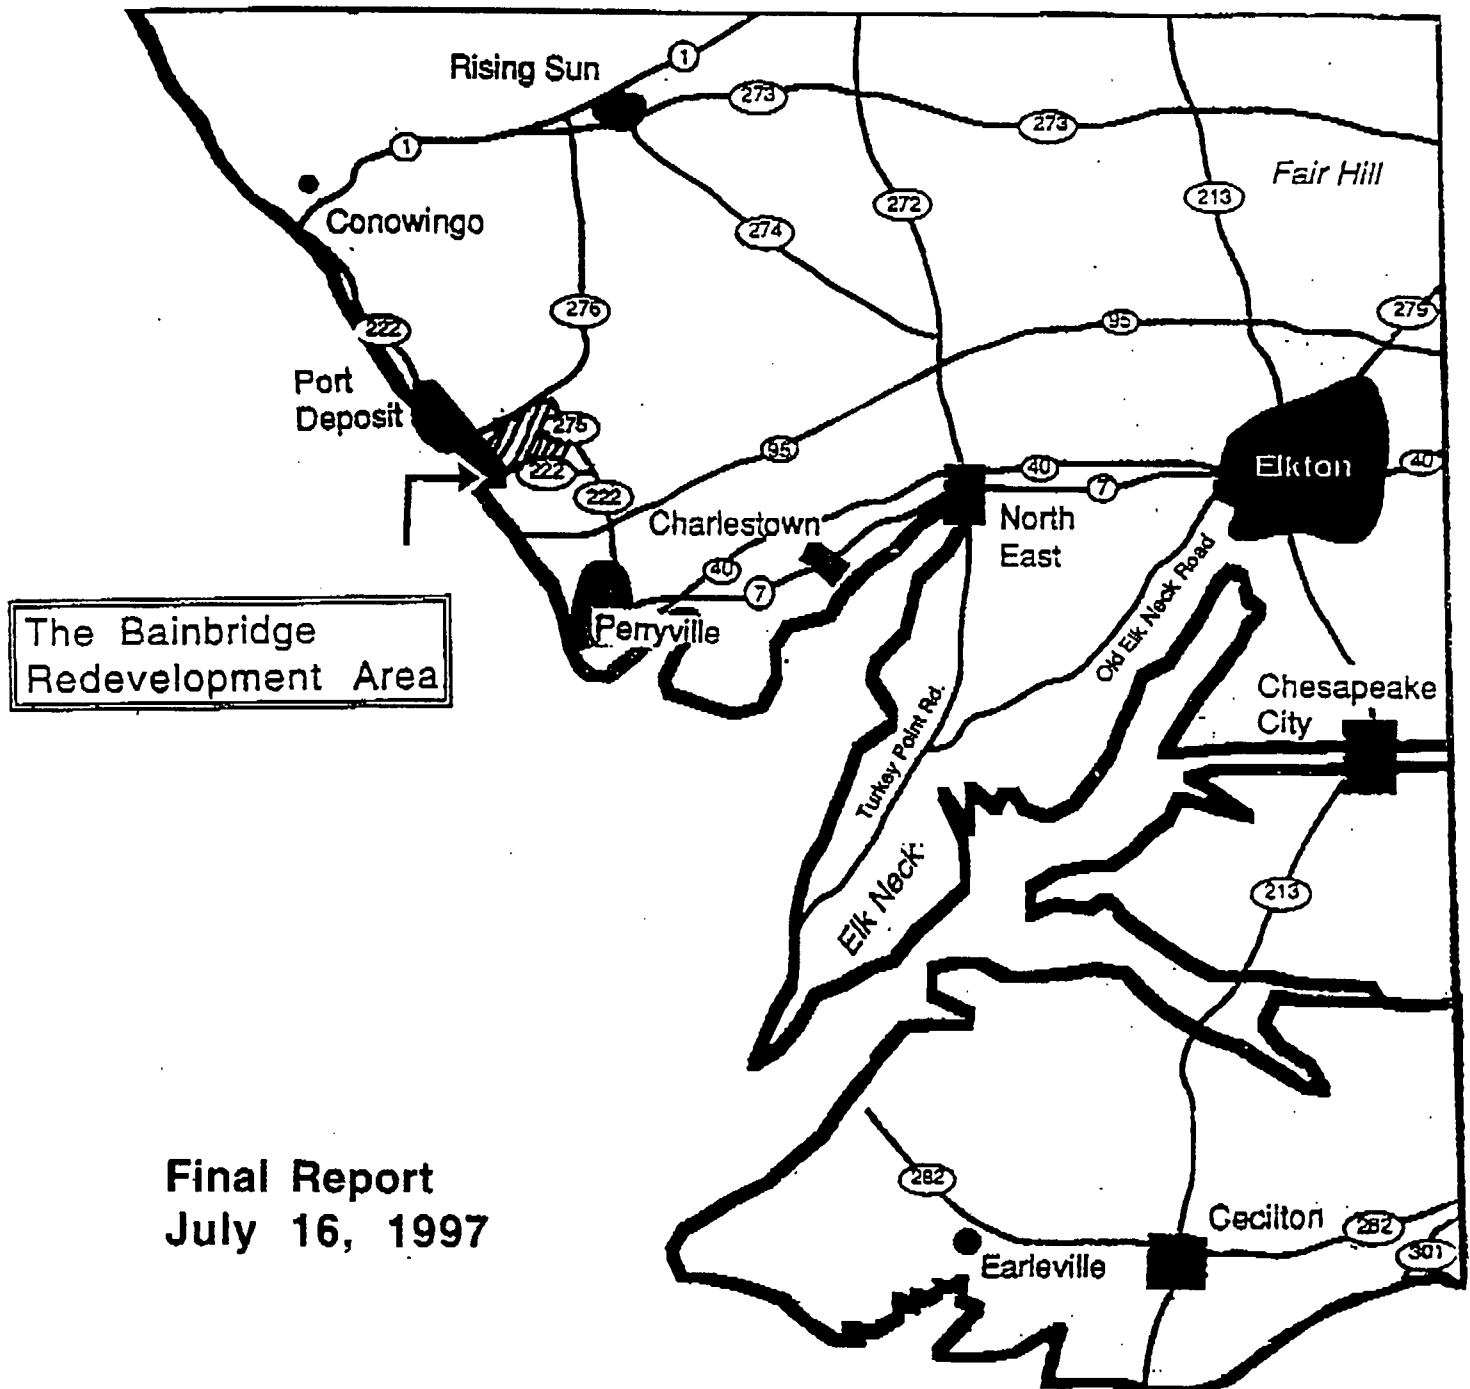 Rising Sun
1
273
273
1
Fair Hill
213
272
Conowingo
274
276
279
95
222
Port
Deposit
275
95
40
Elkton
40
222
7
222
Charlestown
North
East
40
7
Old Elk Neck Road
The Bainbridge
Redevelopment Area
Perryville
Chesapeake
City
Turkey Point Rd.
Elk Neck
213
Final Report
July 16, 1997
282
Cecilton
282
301
Earleville